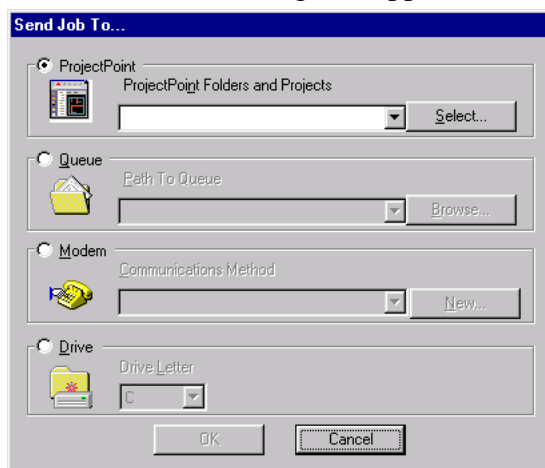 Send Job To...
ProjectPoint
ProjectPoint Folders and Projects
Select...
Queue
Path To Queue
Browse...
Modem
Communications Method
New...
Drive
Drive Letter
C
OK
Cancel